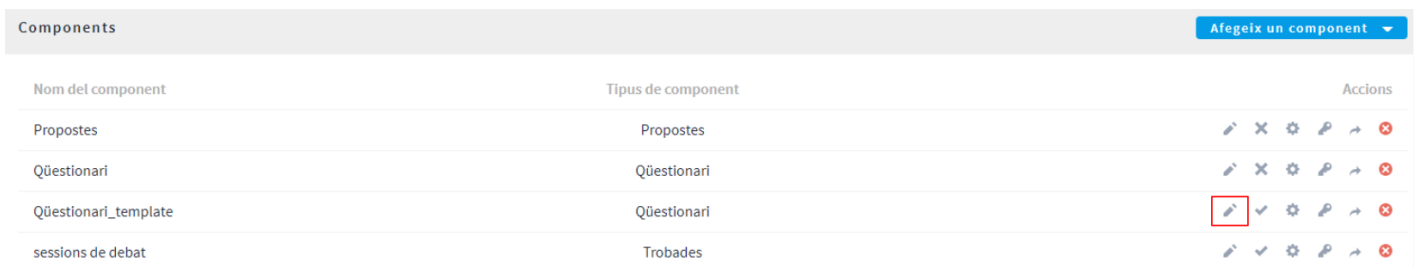 Components Afegeix un component
Nom del component Tipus de component Accions
Propostes Propostes
Qüestionari Qüestionari
Qüestionari_template Qüestionari
sessions de debat Trobades